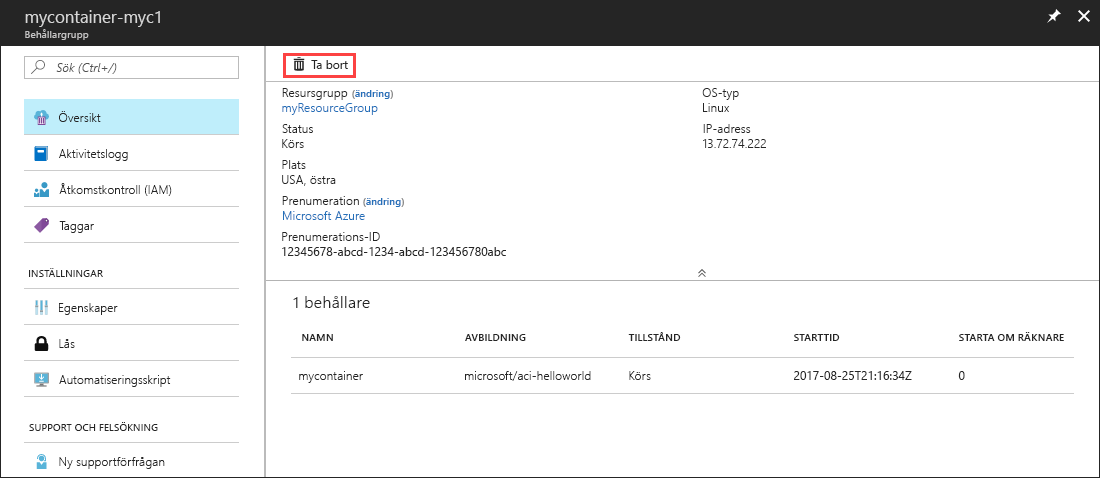 mycontainer-myc1
Behållargrupp
Sök (Ctrl+/)
Översikt
Aktivitetslogg
Åtkomstkontroll (IAM)
Taggar
INSTÄLLNINGAR
Egenskaper
Lås
Automatiseringsskript
SUPPORT OCH FELSÖKNING
Ny supportförfrågan
Ta bort
Resursgrupp (ändring)
myResourceGroup
Status
Körs
Plats
USA, östra
Prenumeration (ändring)
Microsoft Azure
Prenumerations-ID
12345678-abcd-1234-abcd-123456780abc
OS-typ
Linux
IP-adress
13.72.74.222
1 behållare
NAMN AVBILDNING TILLSTÅND STARTTID STARTA OM RÄKNARE
mycontainer microsoft/aci-helloworld Körs 2017-08-25T21:16:34Z 0